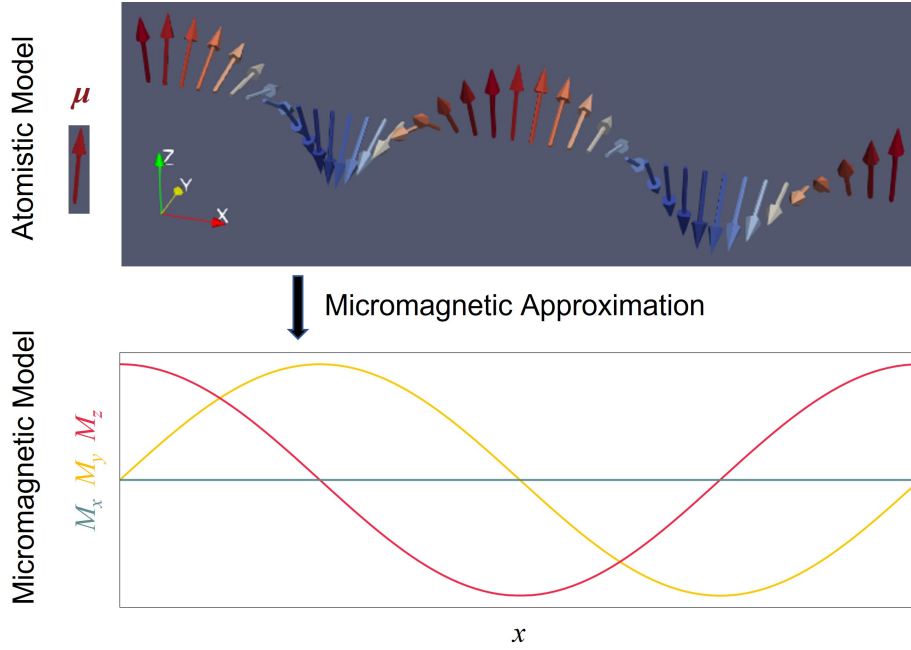 Atomistic Model
μ
Z
Y
X
Micromagnetic Approximation
Micromagnetic Model
Mx My Mz
x